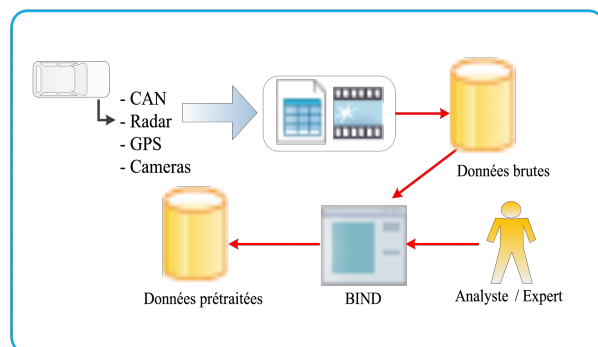 - CAN
- Radar
- GPS
- Cameras
Données brutes
Données prétraitées
BIND
Analyste / Expert